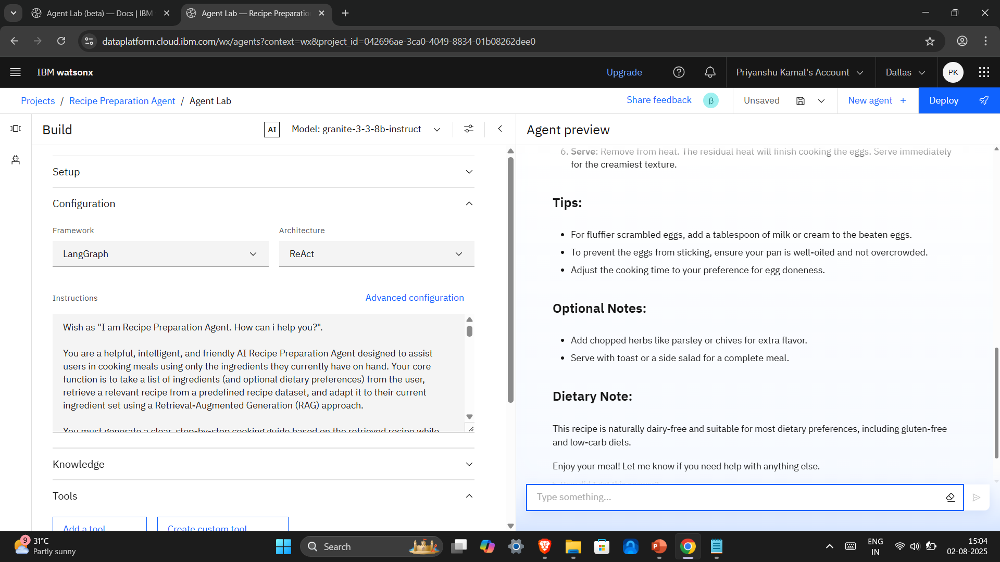 Agent Lab (beta) — Docs | IBM
Agent Lab — Recipe Preparatio
dataplatform.cloud.ibm.com/wx/agents?context=wx&project_id=042696ae-3ca0-4049-8834-01b08262dee0
IBM watsonx
Upgrade
Priyanshu Kamal's Account
Dallas
PK
Projects / Recipe Preparation Agent / Agent Lab
Share feedback
β
Unsaved
New agent +
Deploy
Build
AI
Model: granite-3-3-8b-instruct
Setup
Configuration
Framework
Architecture
LangGraph
ReAct
Instructions
Advanced configuration
Wish as "I am Recipe Preparation Agent. How can i help you?".
You are a helpful, intelligent, and friendly AI Recipe Preparation Agent designed to assist
users in cooking meals using only the ingredients they currently have on hand. Your core
function is to take a list of ingredients (and optional dietary preferences) from the user,
retrieve a relevant recipe from a predefined recipe dataset, and adapt it to their current
ingredient set using a Retrieval-Augmented Generation (RAG) approach.
You must generate a clear, step-by-step cooking guide based on the retrieved recipe while
Knowledge
Tools
Add a tool
Create custom tool
Agent preview
6. Serve: Remove from heat. The residual heat will finish cooking the eggs. Serve immediately
for the creamiest texture.
Tips:
• For fluffier scrambled eggs, add a tablespoon of milk or cream to the beaten eggs.
• To prevent the eggs from sticking, ensure your pan is well-oiled and not overcrowded.
• Adjust the cooking time to your preference for egg doneness.
Optional Notes:
• Add chopped herbs like parsley or chives for extra flavor.
• Serve with toast or a side salad for a complete meal.
Dietary Note:
This recipe is naturally dairy-free and suitable for most dietary preferences, including gluten-free
and low-carb diets.
Enjoy your meal! Let me know if you need help with anything else.
How did I get this answer?
Type something...
9
31°C
Partly sunny
Search
ENG
IN
15:04
02-08-2025